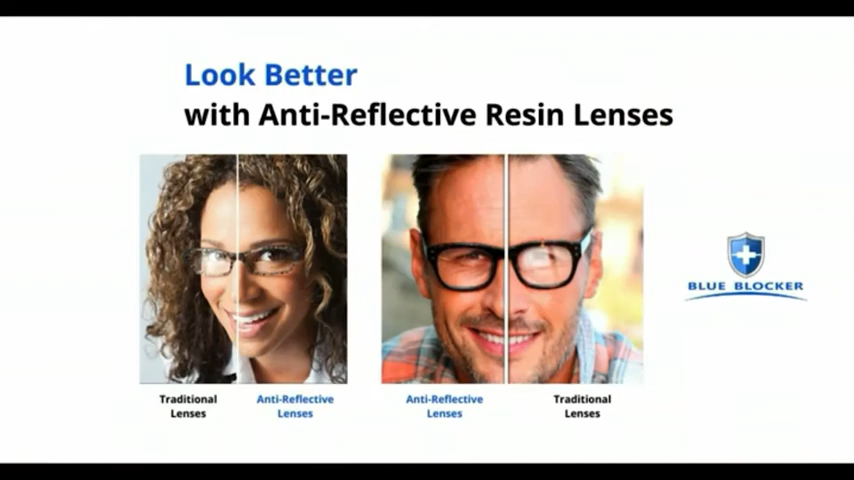 Look Better
with Anti-Reflective Resin Lenses
BLUE BLOCKER
Traditional
Lenses
Anti-Reflective
Lenses
Anti-Reflective
Lenses
Traditional
Lenses